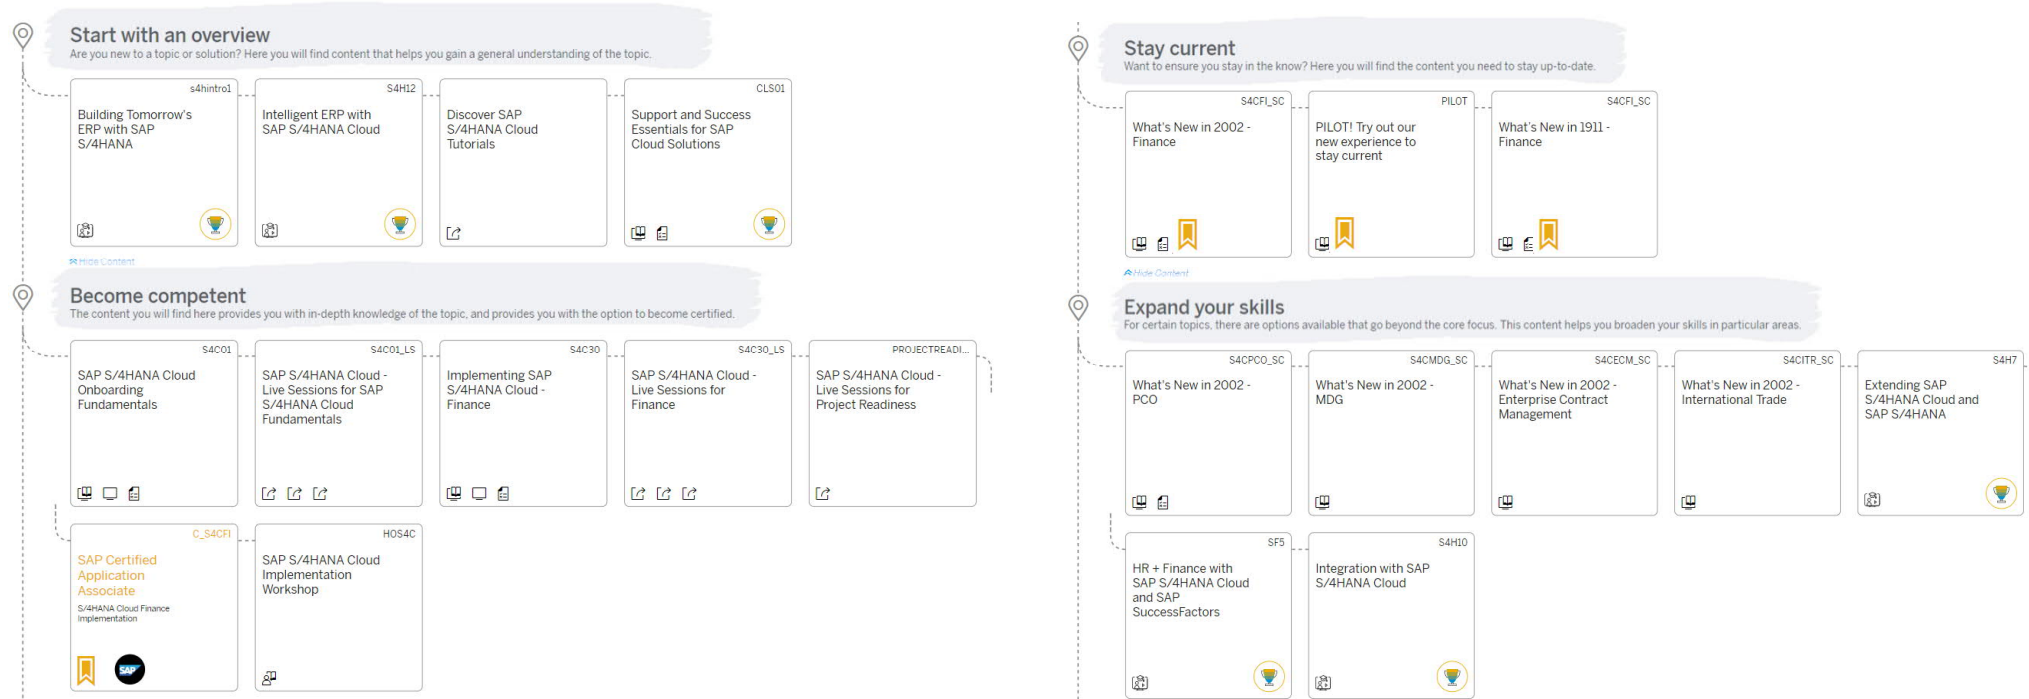 Start with an overview
Are you new to a topic or solution? Here you will find content that helps you gain a general understanding of the topic.
s4hintro1
Building Tomorrow's
ERP with SAP
S/4HANA
S4H12
Intelligent ERP with
SAP S/4HANA Cloud
Discover SAP
S/4HANA Cloud
Tutorials
CLS01
Support and Success
Essentials for SAP
Cloud Solutions
Hide Content
Become competent
The content you will find here provides you with in-depth knowledge of the topic, and provides you with the option to become certified.
S4C01
SAP S/4HANA Cloud
Onboarding
Fundamentals
S4C01_LS
SAP S/4HANA Cloud -
Live Sessions for SAP
S/4HANA Cloud
Fundamentals
S4C30
Implementing SAP
S/4HANA Cloud -
Finance
S4C30_LS
SAP S/4HANA Cloud -
Live Sessions for
Finance
PROJECTREADI...
SAP S/4HANA Cloud -
Live Sessions for
Project Readiness
C_S4CFI
SAP Certified
Application
Associate
S/4HANA Cloud Finance
Implementation
SAP
HOS4C
SAP S/4HANA Cloud
Implementation
Workshop
Stay current
Want to ensure you stay in the know? Here you will find the content you need to stay up-to-date.
S4CFI_SC
What's New in 2002 -
Finance
PILOT
PILOT! Try out our
new experience to
stay current
S4CFI_SC
What's New in 1911 -
Finance
Hide Content
Expand your skills
For certain topics, there are options available that go beyond the core focus. This content helps you broaden your skills in particular areas.
S4CPCO_SC
What's New in 2002 -
PCO
S4CMDG_SC
What's New in 2002 -
MDG
S4CECM_SC
What's New in 2002 -
Enterprise Contract
Management
S4CITR_SC
What's New in 2002 -
International Trade
S4H7
Extending SAP
S/4HANA Cloud and
SAP S/4HANA
SF5
HR + Finance with
SAP S/4HANA Cloud
and SAP
SuccessFactors
S4H10
Integration with SAP
S/4HANA Cloud